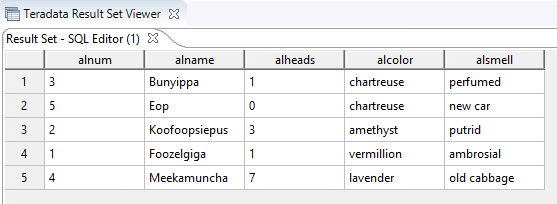 Teradata Result Set Viewer
Result Set - SQL Editor (1)
alnum alname alheads alcolor alsmell
1 3 Bunyippa 1 chartreuse perfumed
2 5 Eop 0 chartreuse new car
3 2 Koofoopsiepus 3 amethyst putrid
4 1 Foozelgiga 1 vermillion ambrosial
5 4 Meekamuncha 7 lavender old cabbage